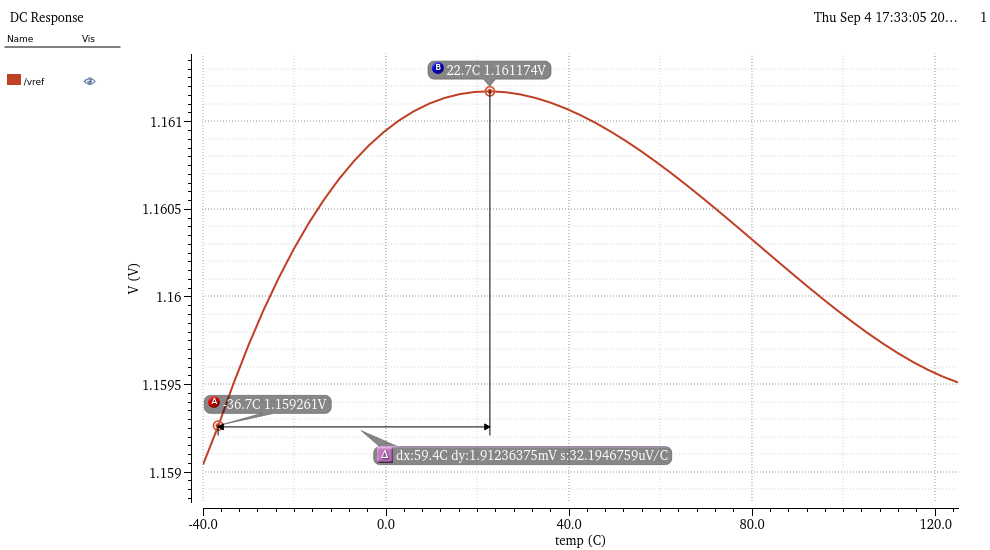 DC Response
Thu Sep 4 17:33:05 20... 1
Name Vis
/vref
B 22.7C 1.161174V
1.161
1.1605
V (V)
1.16
1.1595
A -36.7C 1.159261V
Δ dx:59.4C dy:1.91236375mV s:32.1946759uV/C
1.159
-40.0 0.0 40.0 80.0 120.0
temp (C)